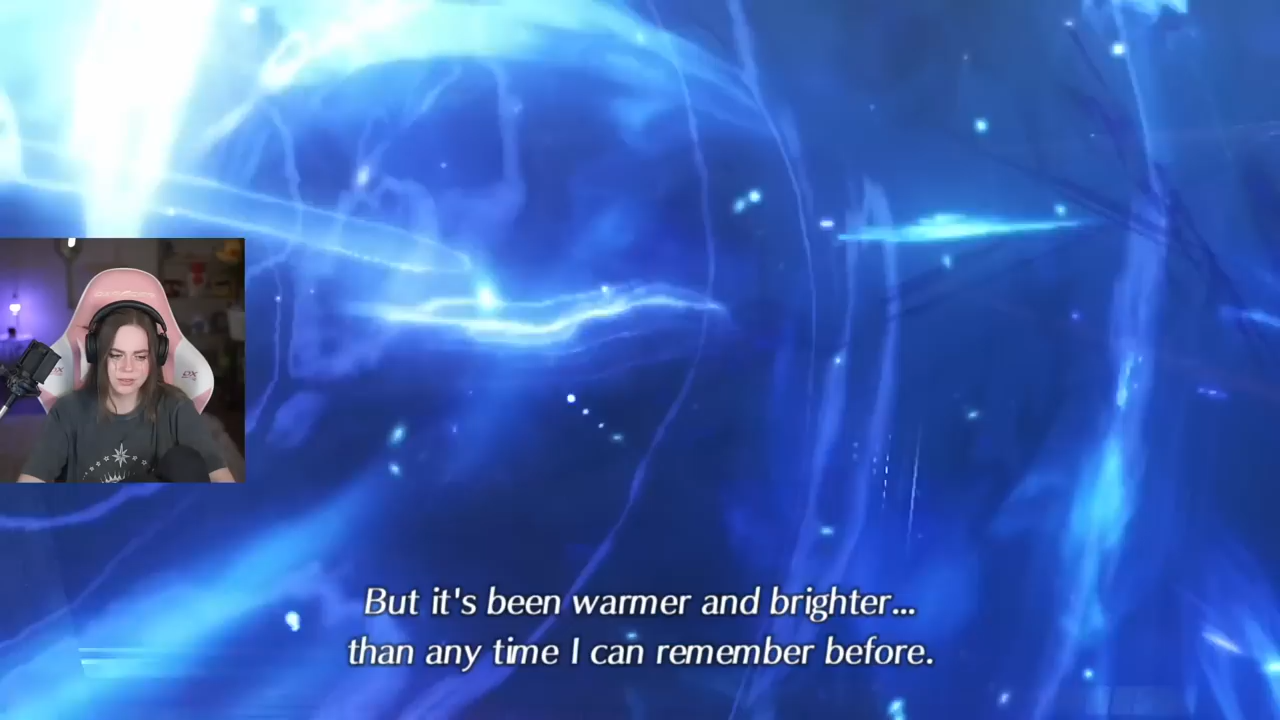 But it's been warmer and brighter...
than any time I can remember before.